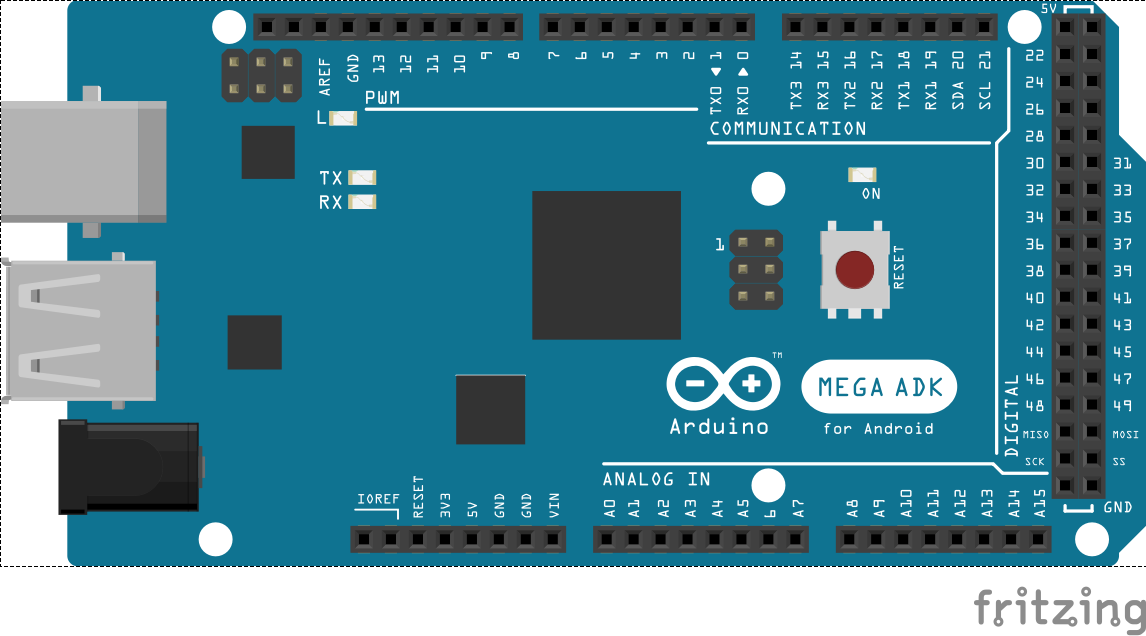 5V
AREF GND 13 12 11 10 9 8 7 6 5 4 3 2 TX0 ▶ 1 RX0 ◀ 0 TX3 14 RX3 15 TX2 16 RX2 17 TX1 18 RX1 19 SDA 20 SCL 21
PWM
L
COMMUNICATION
TX
RX
ON
1
RESET
22
24
26
28
30 31
32 33
34 35
36 37
38 39
40 41
42 43
44 45
46 47
48 49
MISO MOSI
SCK SS
DIGITAL
GND
TM
MEGA ADK
Arduino
for Android
ANALOG IN
IOREF RESET 3V3 5V GND GND VIN
A0 A1 A2 A3 A4 A5 6 A7 A8 A9 A10 A11 A12 A13 A14 A15
fritzing